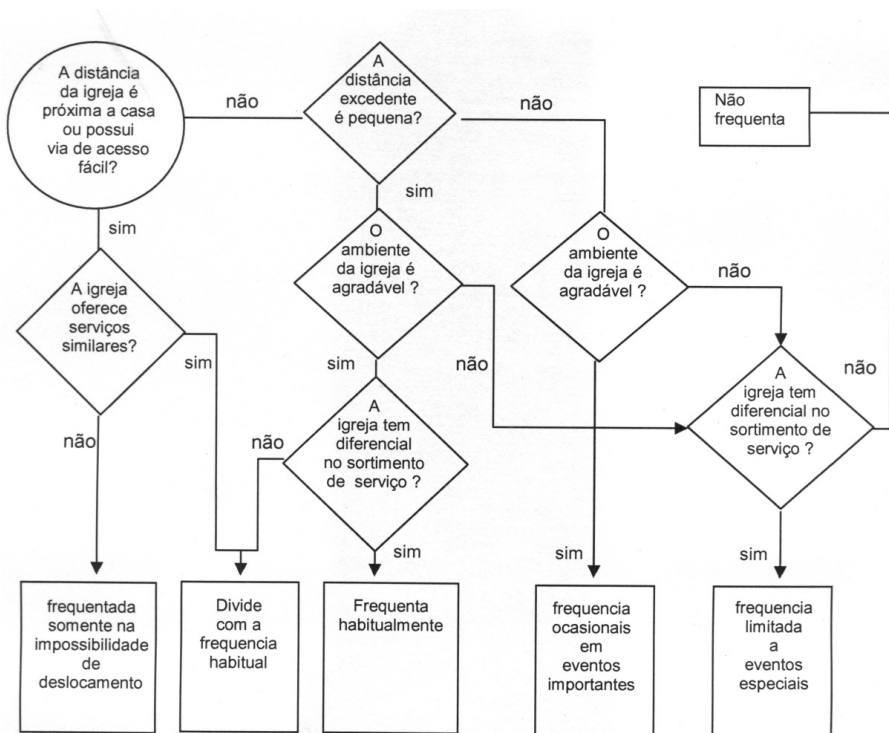 A distância
da igreja é
próxima a casa
ou possui
via de acesso
fácil?
não
A
distância
excedente
é pequena?
não
Não
frequenta
sim
sim
A igreja
oferece
serviços
similares?
O
ambiente
da igreja é
agradável ?
O
ambiente
da igreja é
agradável ?
não
sim
sim
não
não
não
não
A
igreja tem
diferencial
no sortimento
de serviço ?
A
igreja tem
diferencial no
sortimento de
serviço ?
sim
sim
sim
frequentada
somente na
impossibilidade
de
deslocamento
Divide
com a
frequencia
habitual
Frequenta
habitualmente
frequencia
ocasionais
em
eventos
importantes
frequencia
limitada
a
eventos
especiais